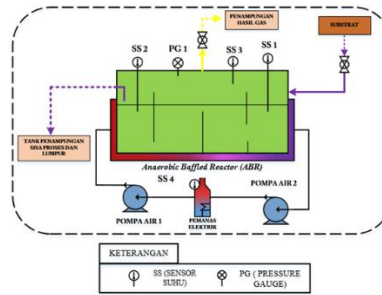 PENAMPUNGAN
HASIL GAS
SUBSTRAT
SS 2
PG 1
SS 3
SS 1
TANK PENAMPUNGAN
SISA PROSES DAN
LUMPUR
Anaerobic Baffled Reactor (ABR)
SS 4
POMPA AIR 1
PEMANAS
ELEKTRIK
POMPA AIR 2
KETERANGAN
SS (SENSOR
SUHU)
PG ( PRESSURE
GAUGE)